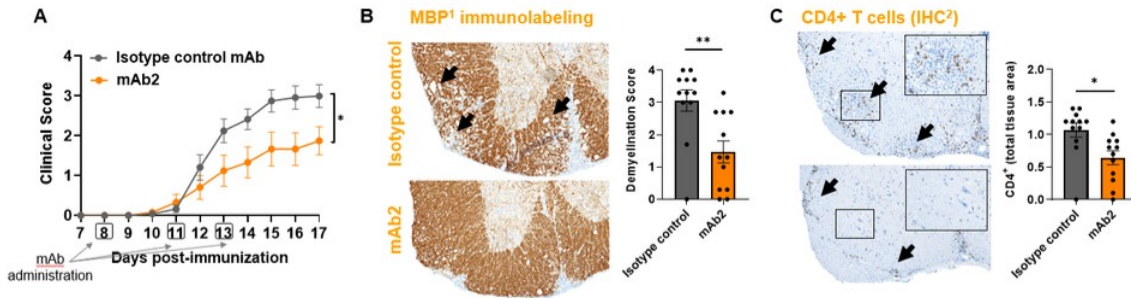 A
Isotype control mAb
mAb2
Clinical Score
4
3
2
1
0
*
7 8 9 10 11 12 13 14 15 16 17
Days post-immunization
mAb
administration
B
MBP¹ immunolabeling
Isotype control
mAb2
Demyelination Score
4
3
2
1
0
**
Isotype control
mAb2
C
CD4+ T cells (IHC²)
CD4⁺ (total tissue area)
2.0
1.5
1.0
0.5
0.0
*
Isotype control
mAb2